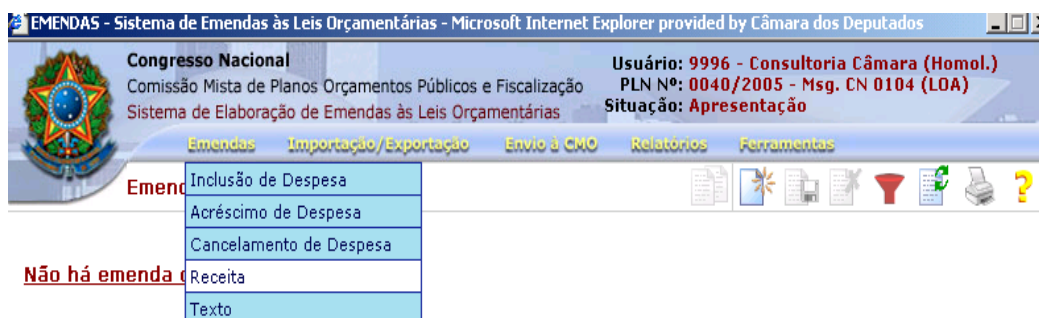 EMENDAS - Sistema de Emendas às Leis Orçamentárias - Microsoft Internet Explorer provided by Câmara dos Deputados
Congresso Nacional
Comissão Mista de Planos Orçamentos Públicos e Fiscalização
Sistema de Elaboração de Emendas às Leis Orçamentárias
Usuário: 9996 - Consultoria Câmara (Homol.)
PLN Nº: 0040/2005 - Msg. CN 0104 (LOA)
Situação: Apresentação
Emendas Importação/Exportação Envio à CMO Relatórios Ferramentas
Emend
Inclusão de Despesa
Acréscimo de Despesa
Cancelamento de Despesa
Não há emenda
Receita
Texto